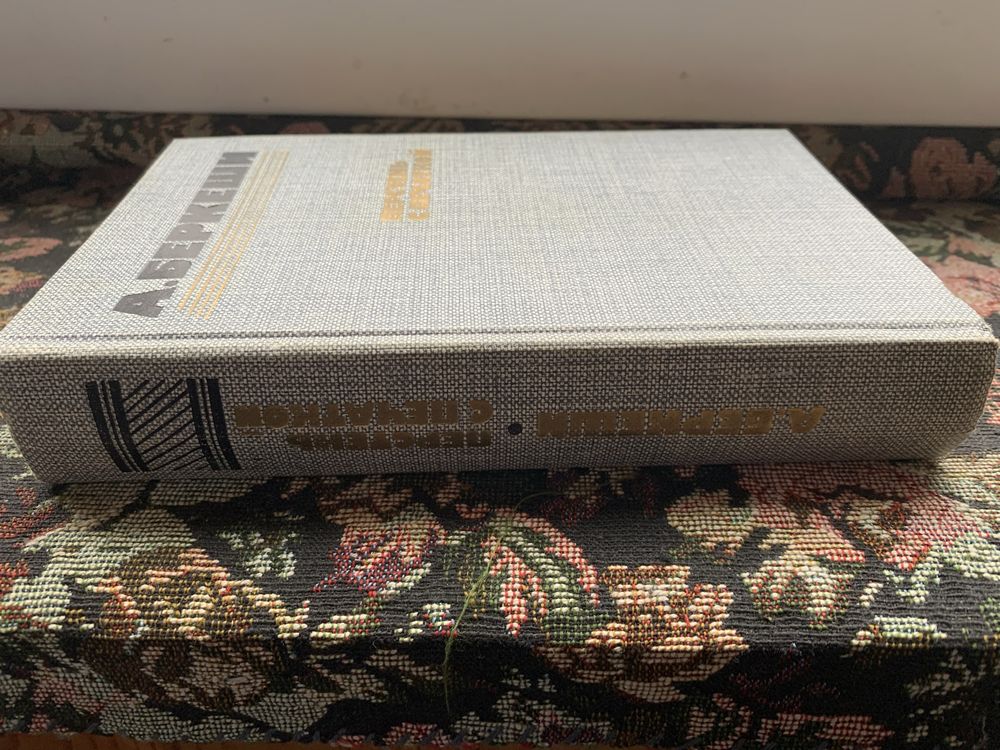 А. БЕРКЕШИ
ПЕРСТЕНЬ
С ПЕЧАТКОЙ
А. БЕРКЕШИ •
ПЕРСТЕНЬ
С ПЕЧАТКОЙ